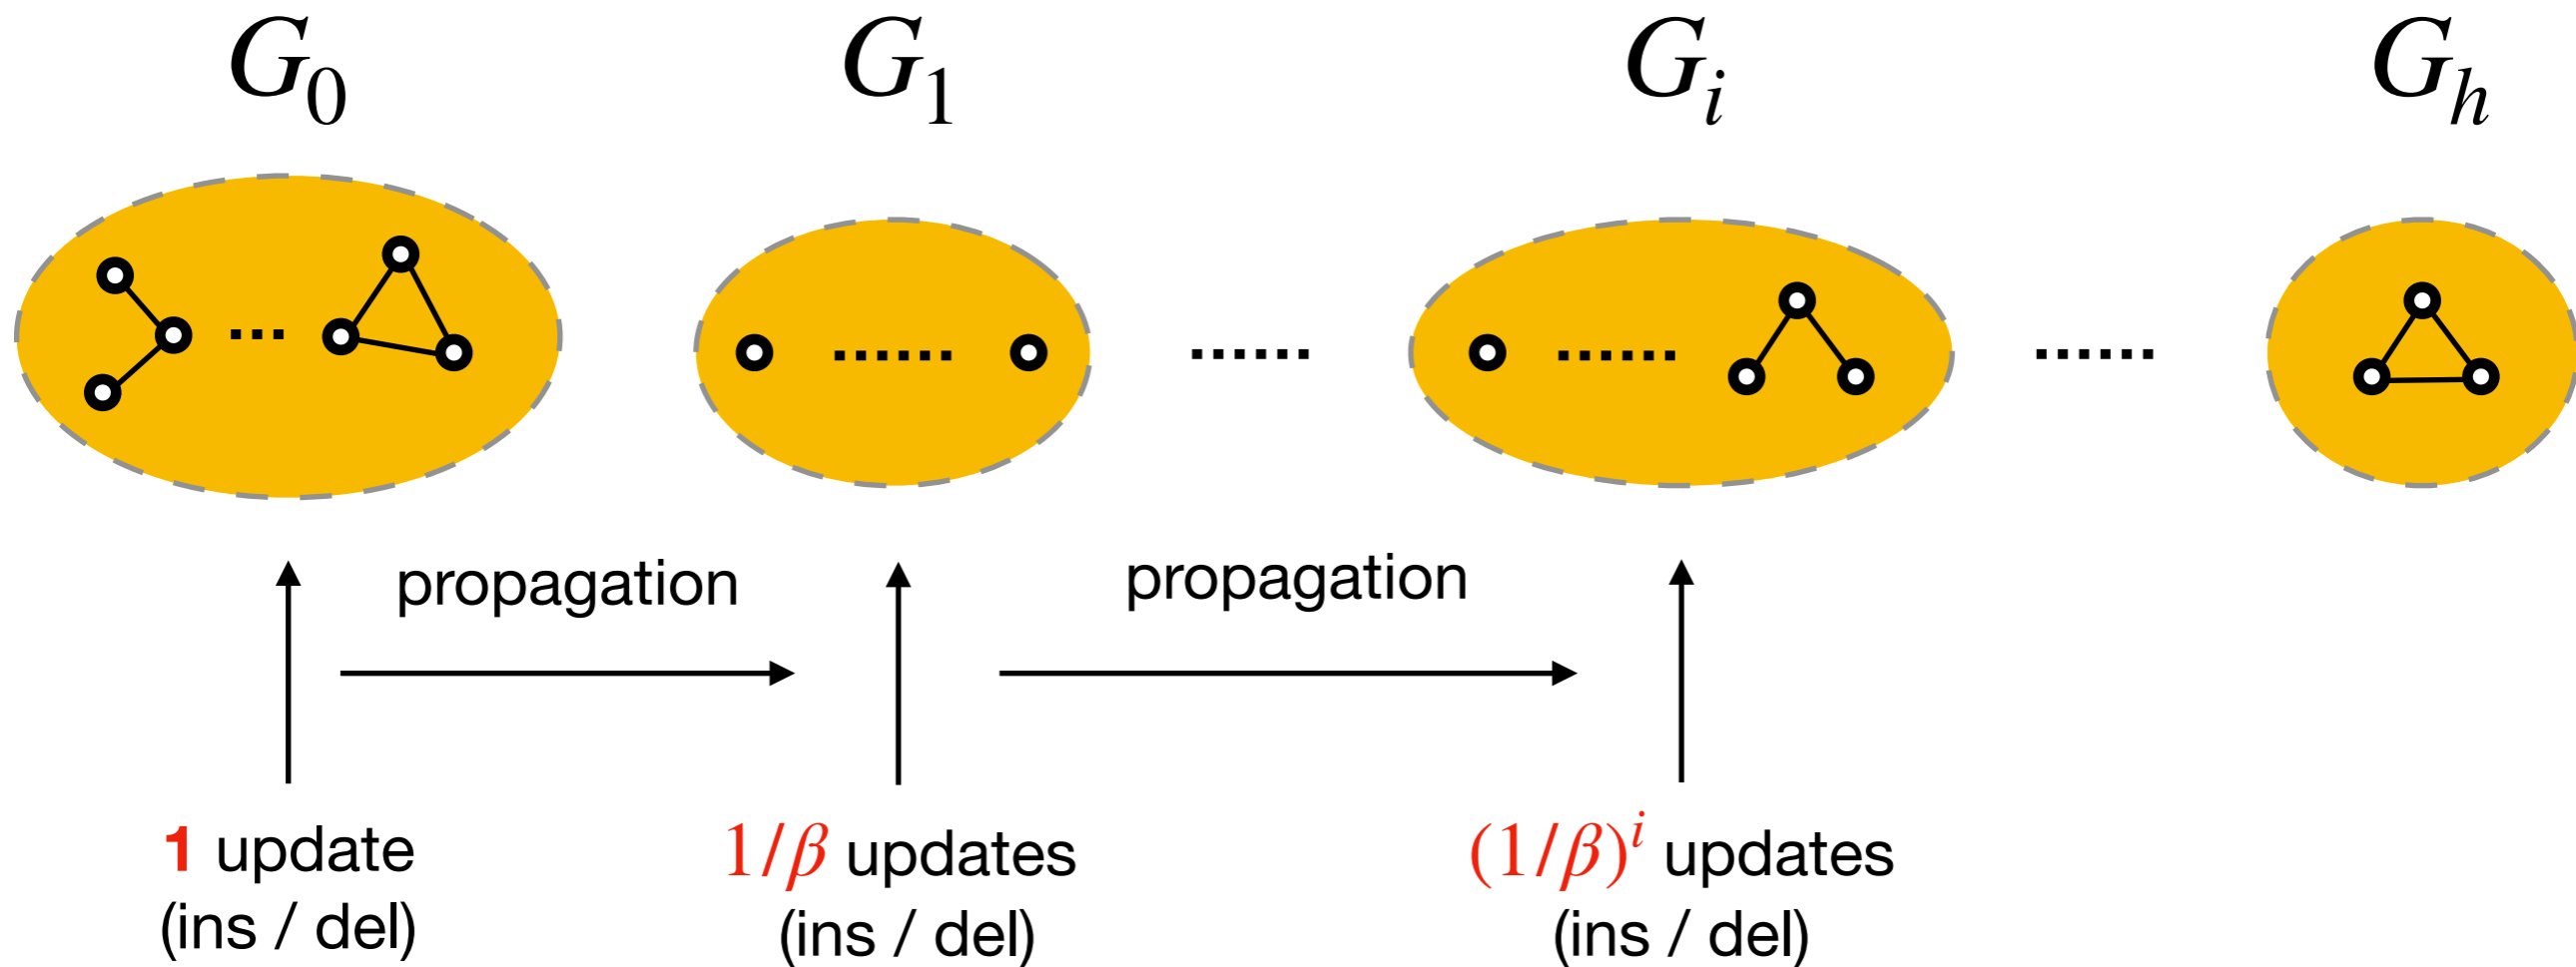 G₀ G₁ Gᵢ Gₕ
... ...... ...... ...... ......
propagation propagation
1 update 1/β updates (1/β)ⁱ updates
(ins / del) (ins / del) (ins / del)